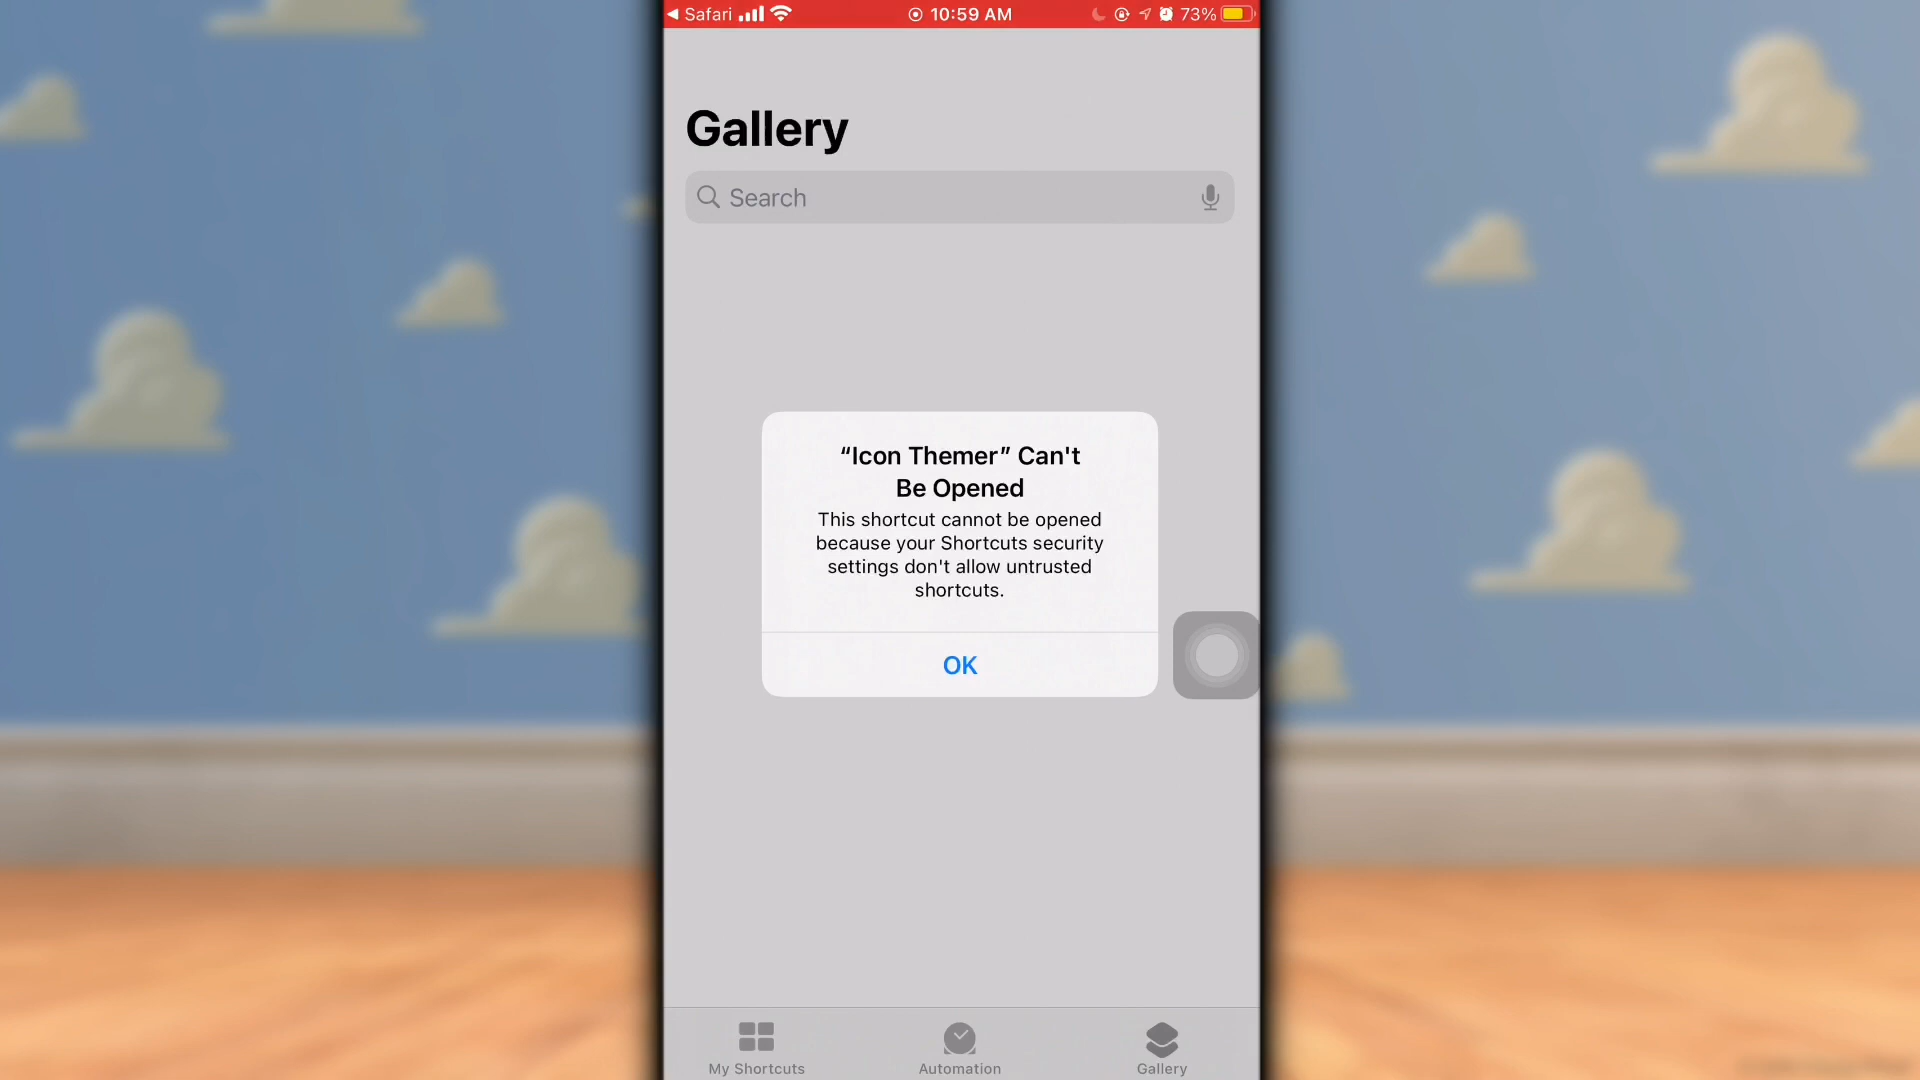 Safari 10:59 AM 73%
Gallery
Search
“Icon Themer” Can't
Be Opened
This shortcut cannot be opened
because your Shortcuts security
settings don't allow untrusted
shortcuts.
OK
My Shortcuts Automation Gallery